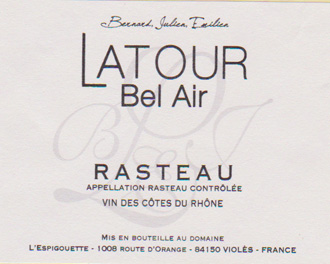 Bernard, Julien, Emilien
LATOUR
Bel Air
RASTEAU
APPELLATION RASTEAU CONTRÔLÉE
VIN DES CÔTES DU RHÔNE
MIS EN BOUTEILLE AU DOMAINE
L'ESPIGOUETTE - 1008 ROUTE D'ORANGE - 84150 VIOLÈS - FRANCE